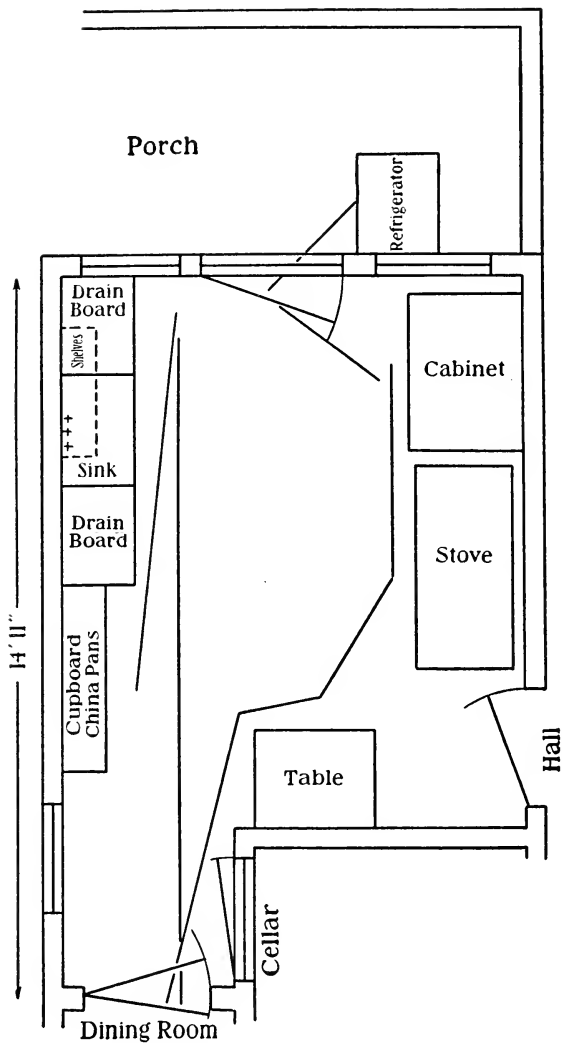 Porch
Refrigerator
Drain
Board
Shelves
Cabinet
+++
Sink
Drain
Board
Stove
14' 11"
Cupboard
China Pans
Hall
Table
Cellar
Dining Room